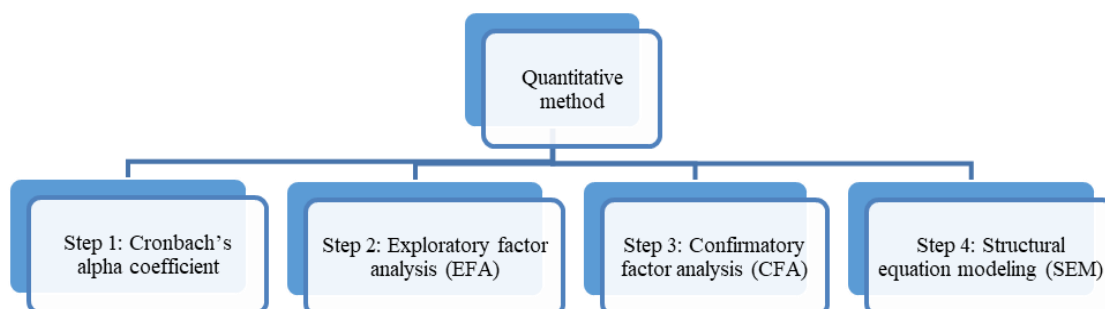 Quantitative
method
Step 1: Cronbach’s
alpha coefficient
Step 2: Exploratory factor
analysis (EFA)
Step 3: Confirmatory
factor analysis (CFA)
Step 4: Structural
equation modeling (SEM)